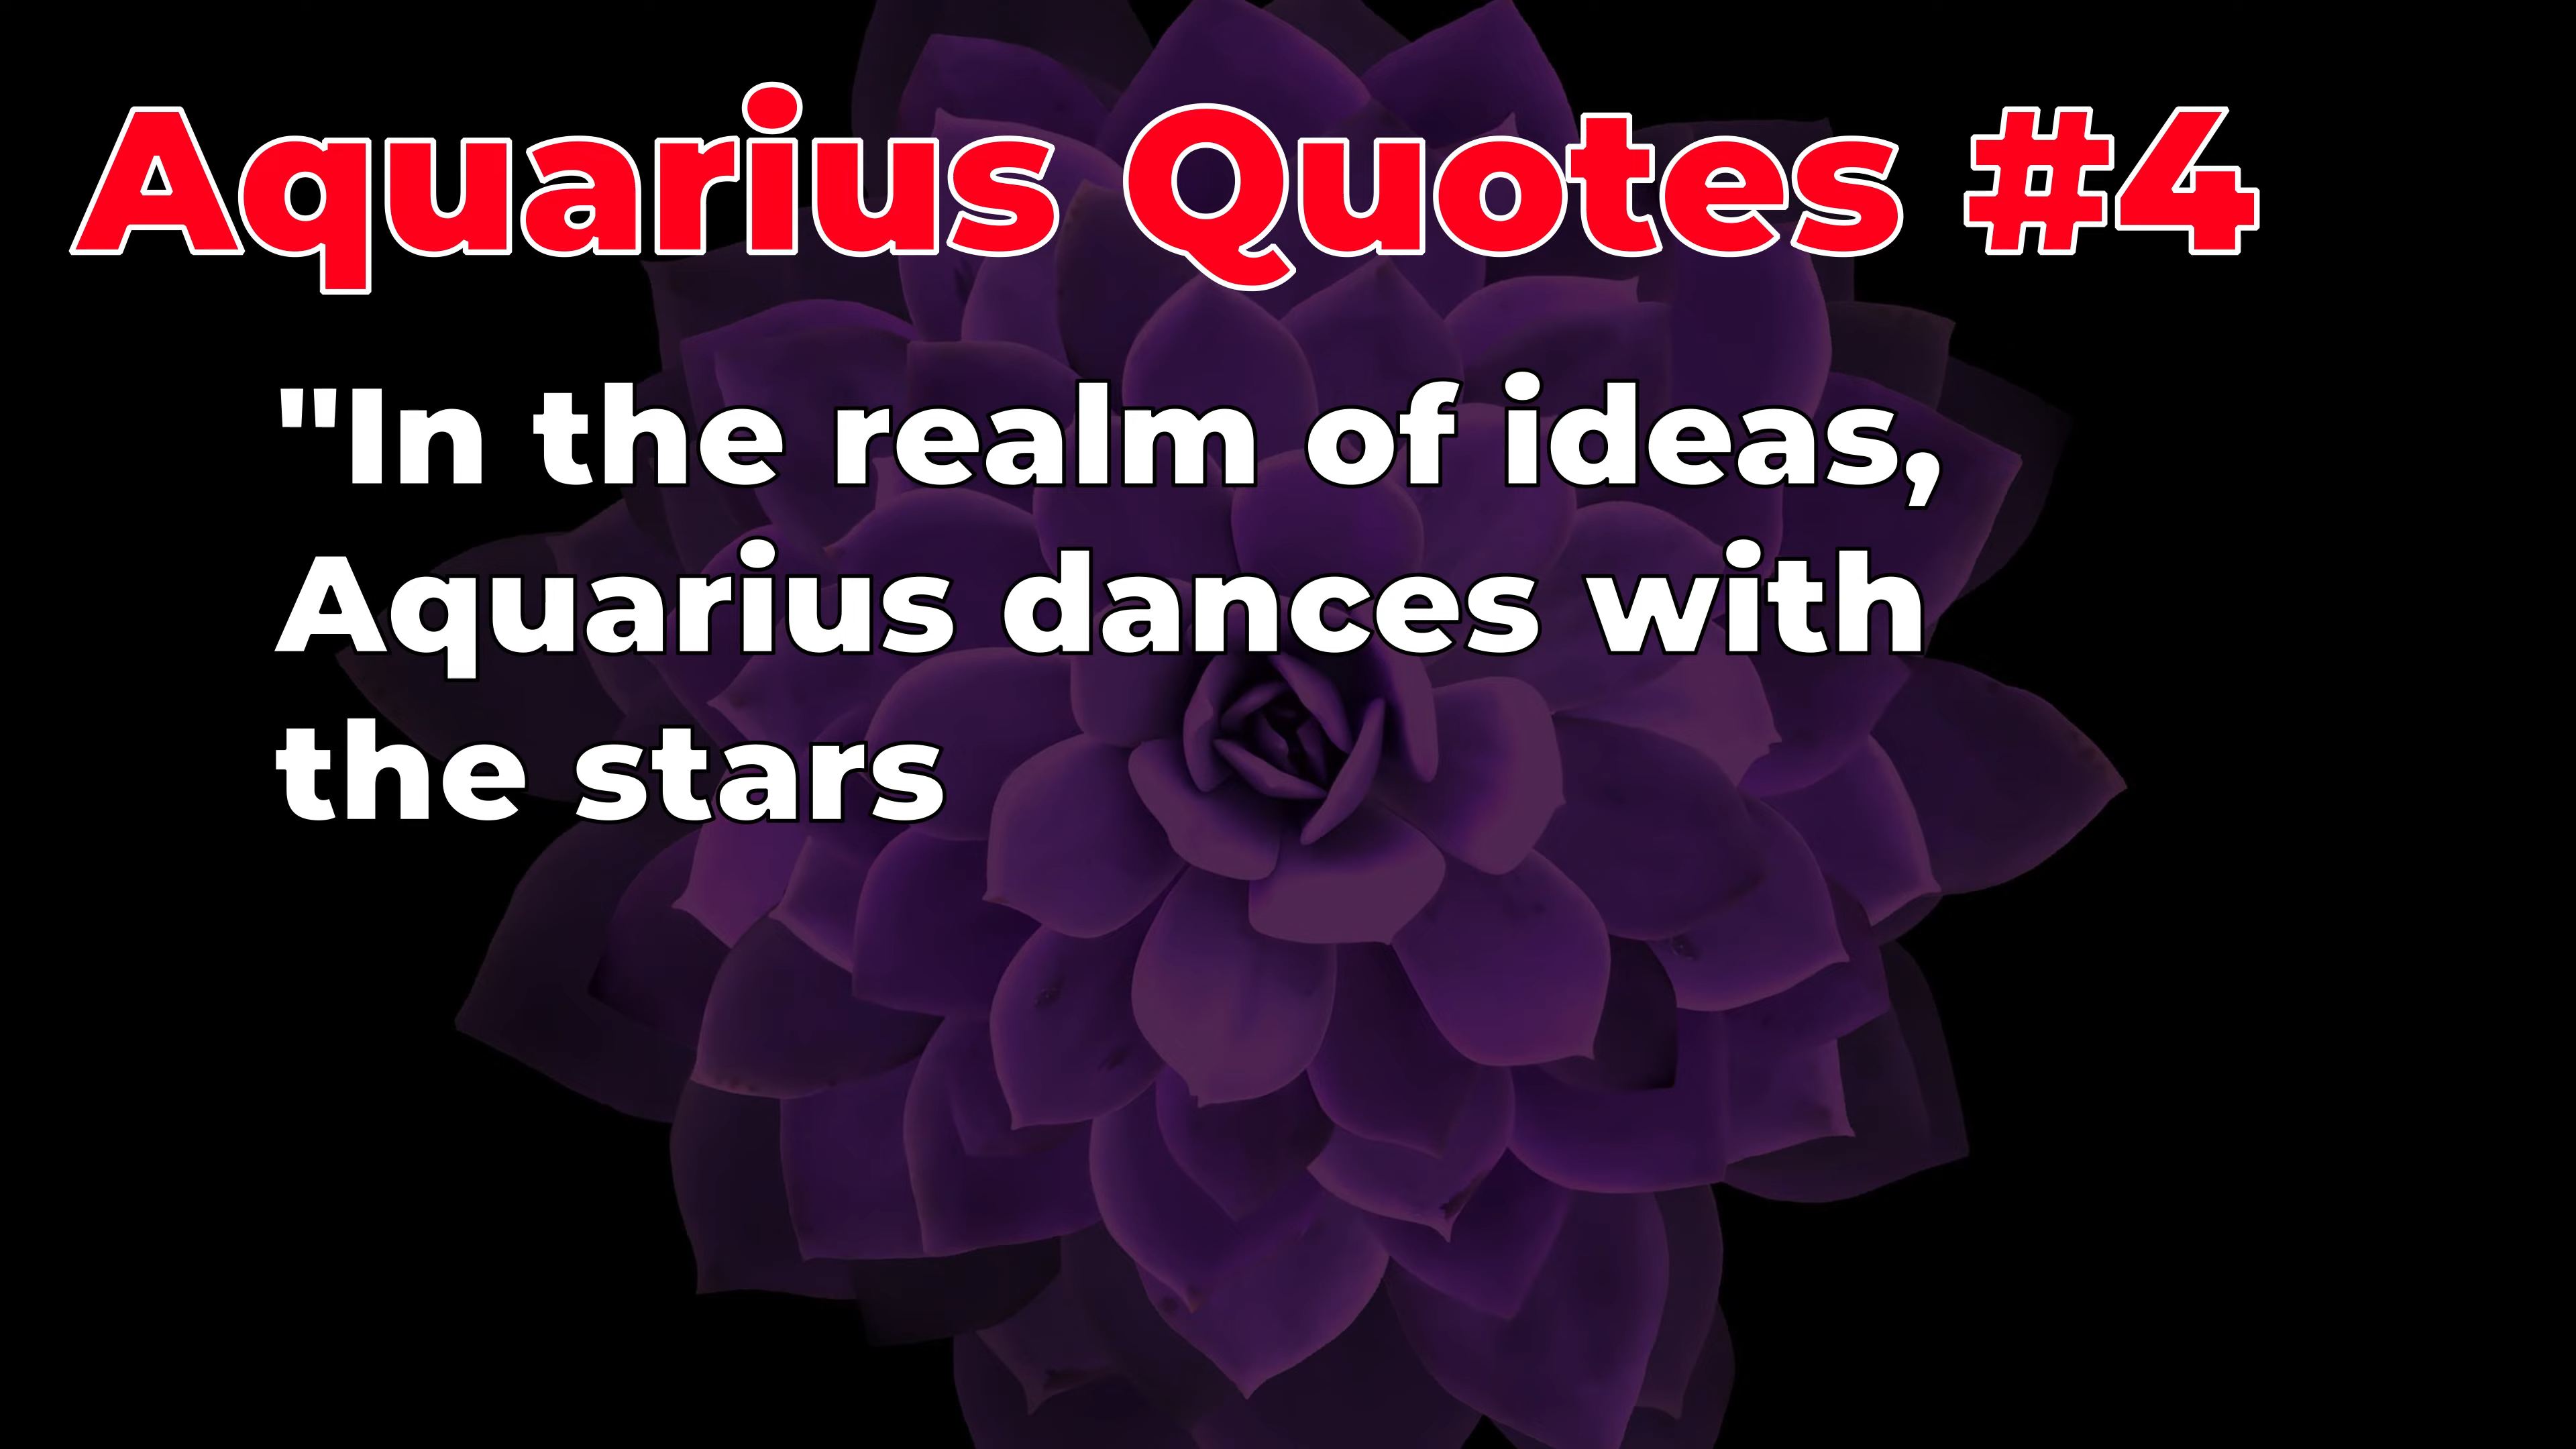 Aquarius Quotes #4
"In the realm of ideas,
Aquarius dances with
the stars